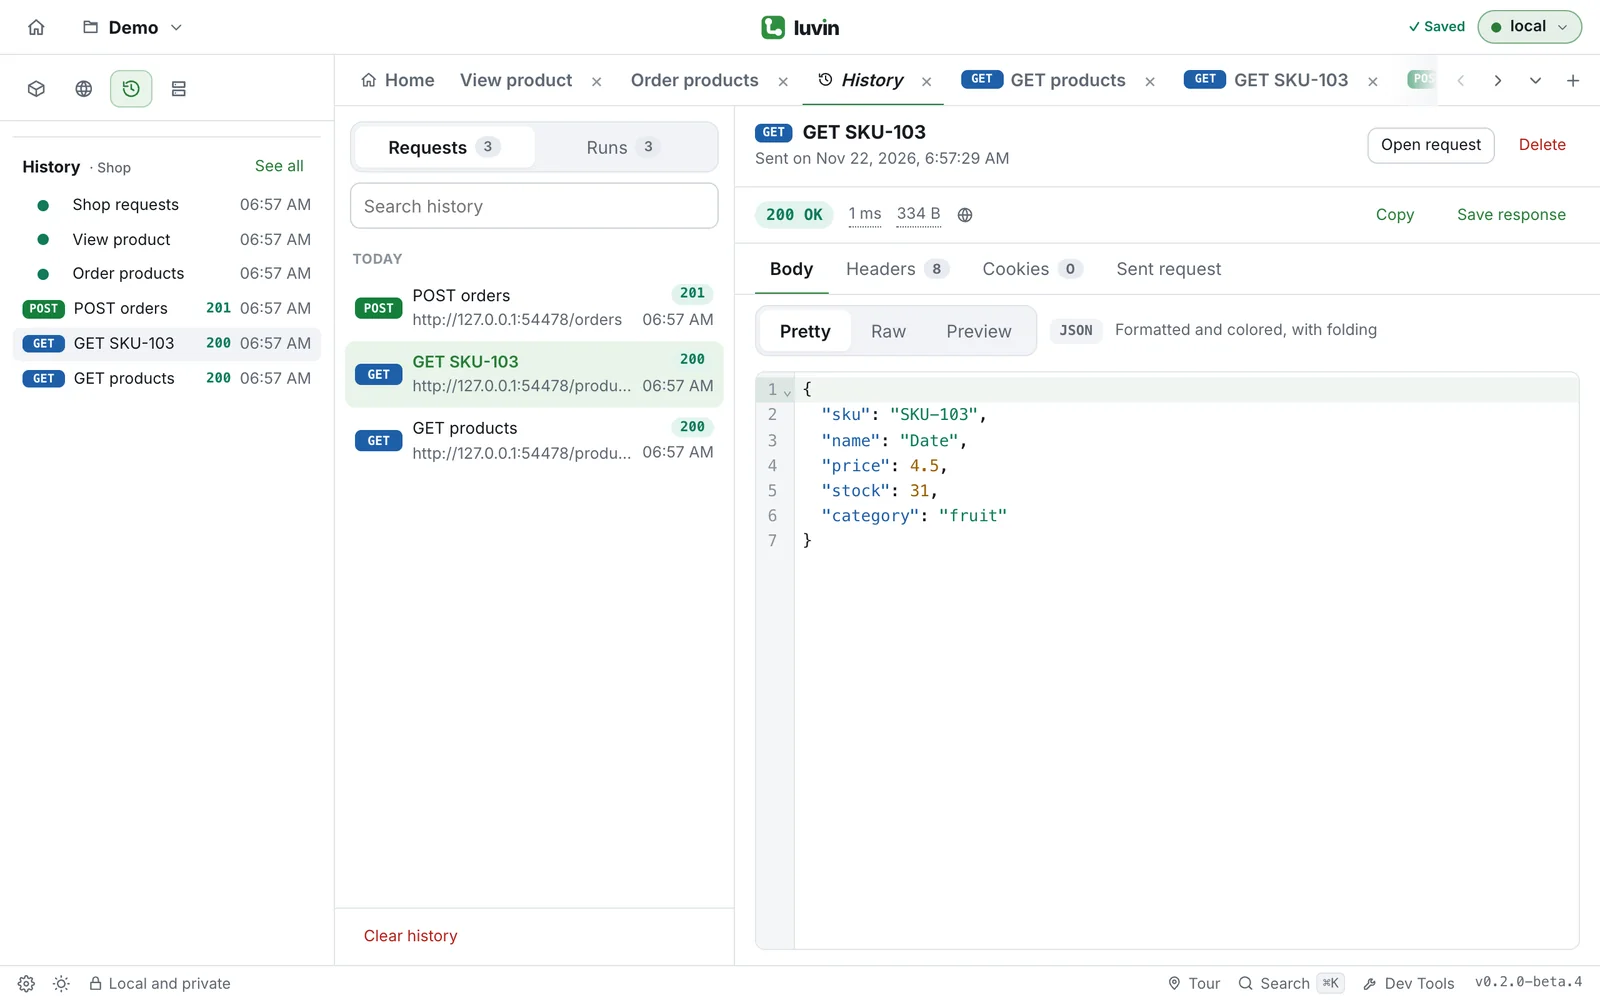 Demo
luvin
Saved
local
Home
View product
Order products
History
GET GET products
GET GET SKU-103
History · Shop
See all
Shop requests 06:57 AM
View product 06:57 AM
Order products 06:57 AM
POST POST orders 201 06:57 AM
GET GET SKU-103 200 06:57 AM
GET GET products 200 06:57 AM
Requests 3
Runs 3
Search history
TODAY
POST POST orders 201
http://127.0.0.1:54478/orders 06:57 AM
GET GET SKU-103 200
http://127.0.0.1:54478/produ... 06:57 AM
GET GET products 200
http://127.0.0.1:54478/produ... 06:57 AM
Clear history
GET GET SKU-103
Sent on Nov 22, 2026, 6:57:29 AM
Open request
Delete
200 OK 1 ms 334 B
Copy
Save response
Body
Headers 8
Cookies 0
Sent request
Pretty
Raw
Preview
JSON Formatted and colored, with folding
1 {
2 "sku": "SKU-103",
3 "name": "Date",
4 "price": 4.5,
5 "stock": 31,
6 "category": "fruit"
7 }
Local and private
Tour
Search ⌘K
Dev Tools
v0.2.0-beta.4